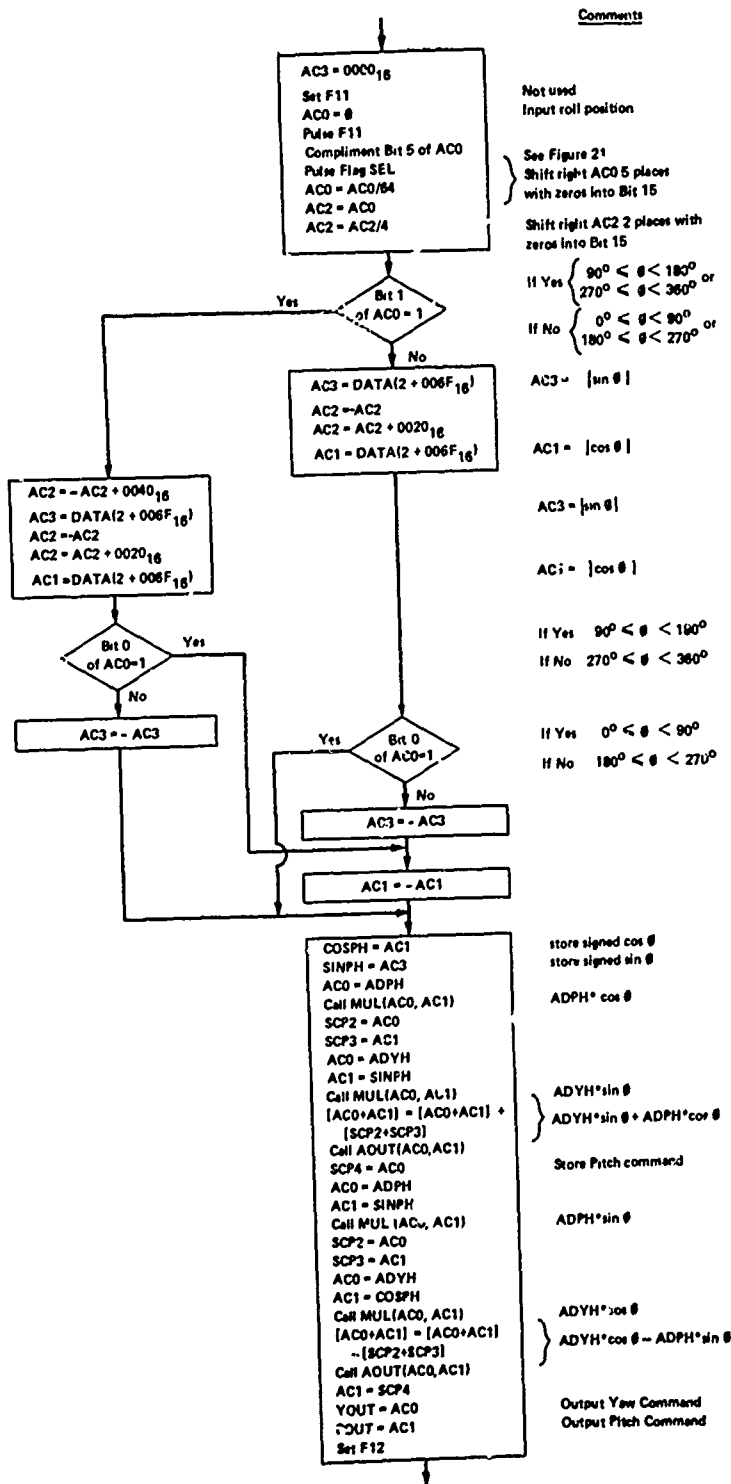 Comments
AC3 = 0000₁₆
Set F11
AC0 = ø
Pulse F11
Compliment Bit 5 of AC0
Pulse Flag SEL
AC0 = AC0/64
AC2 = AC0
AC2 = AC2/4
Not used
Input roll position
See Figure 21
Shift right AC0 5 places
with zeros into Bit 15
Shift right AC2 2 places with
zeros into Bit 15
Yes
Bit 1
of AC0 = 1
No
If Yes { 90° ≤ ø < 180° or
270° ≤ ø < 360°
If No { 0° ≤ ø < 90° or
180° ≤ ø < 270°
AC3 = DATA(2 + 006F₁₆)
AC2 = -AC2
AC2 = AC2 + 0020₁₆
AC1 = DATA(2 + 006F₁₆)
AC3 = |sin ø|
AC1 = |cos ø|
AC2 = - AC2 + 0040₁₆
AC3 = DATA(2 + 006F₁₆)
AC2 = -AC2
AC2 = AC2 + 0020₁₆
AC1 = DATA(2 + 006F₁₆)
AC3 = |sin ø|
AC1 = |cos ø|
Bit 0
of AC0=1
Yes
No
If Yes 90° ≤ ø < 180°
If No 270° ≤ ø < 360°
AC3 = - AC3
Yes
Bit 0
of AC0=1
No
If Yes 0° ≤ ø < 90°
If No 180° ≤ ø < 270°
AC3 = - AC3
AC1 = - AC1
COSPH = AC1
SINPH = AC3
AC0 = ADPH
Call MUL(AC0, AC1)
SCP2 = AC0
SCP3 = AC1
AC0 = ADYH
AC1 = SINPH
Call MUL(AC0, AC1)
[AC0+AC1] = [AC0+AC1] +
[SCP2+SCP3]
Call AOUT(AC0,AC1)
SCP4 = AC0
AC0 = ADPH
AC1 = SINPH
Call MUL (AC0, AC1)
SCP2 = AC0
SCP3 = AC1
AC0 = ADYH
AC1 = COSPH
Call MUL(AC0, AC1)
[AC0+AC1] = [AC0+AC1]
- [SCP2+SCP3]
Call AOUT(AC0,AC1)
AC1 = SCP4
YOUT = AC0
POUT = AC1
Set F12
store signed cos ø
store signed sin ø
ADPH* cos ø
ADYH*sin ø
ADYH*sin ø + ADPH*cos ø
Store Pitch command
ADPH*sin ø
ADYH*cos ø
ADYH*cos ø - ADPH*sin ø
Output Yaw Command
Output Pitch Command